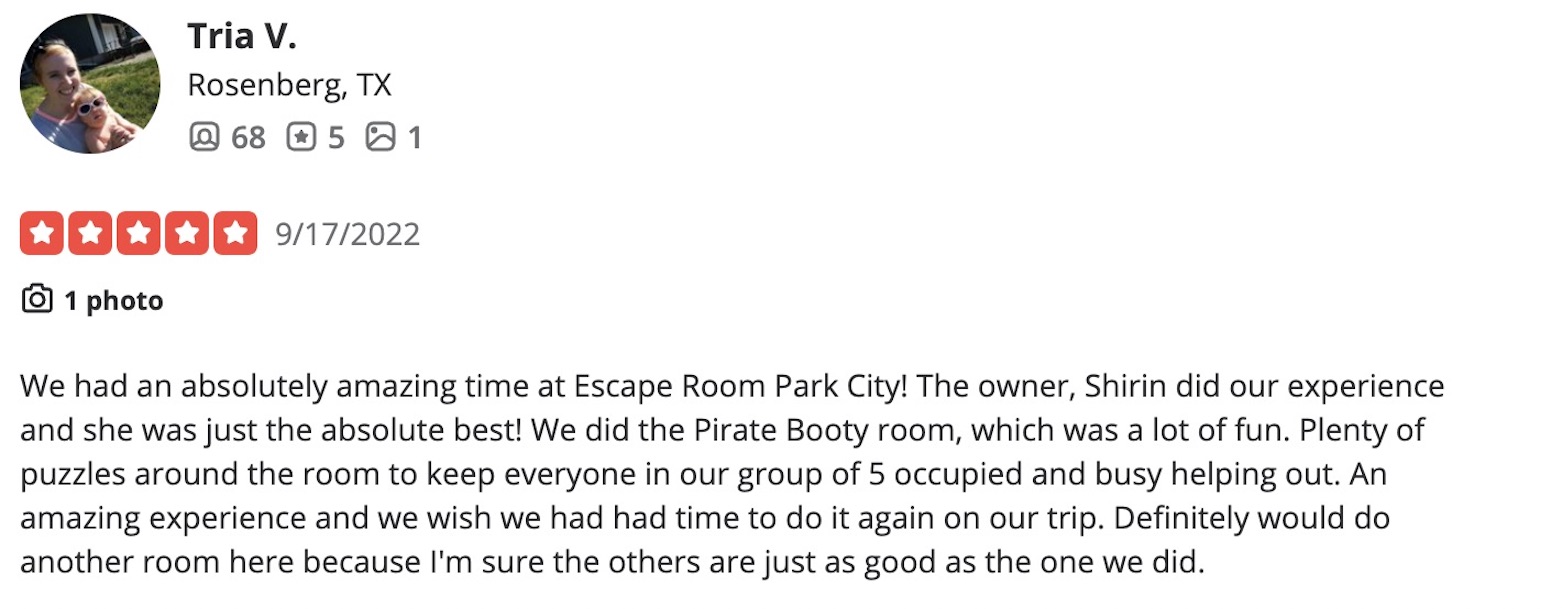 Tria V.
Rosenberg, TX
68 5 1
9/17/2022
1 photo
We had an absolutely amazing time at Escape Room Park City! The owner, Shirin did our experience
and she was just the absolute best! We did the Pirate Booty room, which was a lot of fun. Plenty of
puzzles around the room to keep everyone in our group of 5 occupied and busy helping out. An
amazing experience and we wish we had had time to do it again on our trip. Definitely would do
another room here because I'm sure the others are just as good as the one we did.